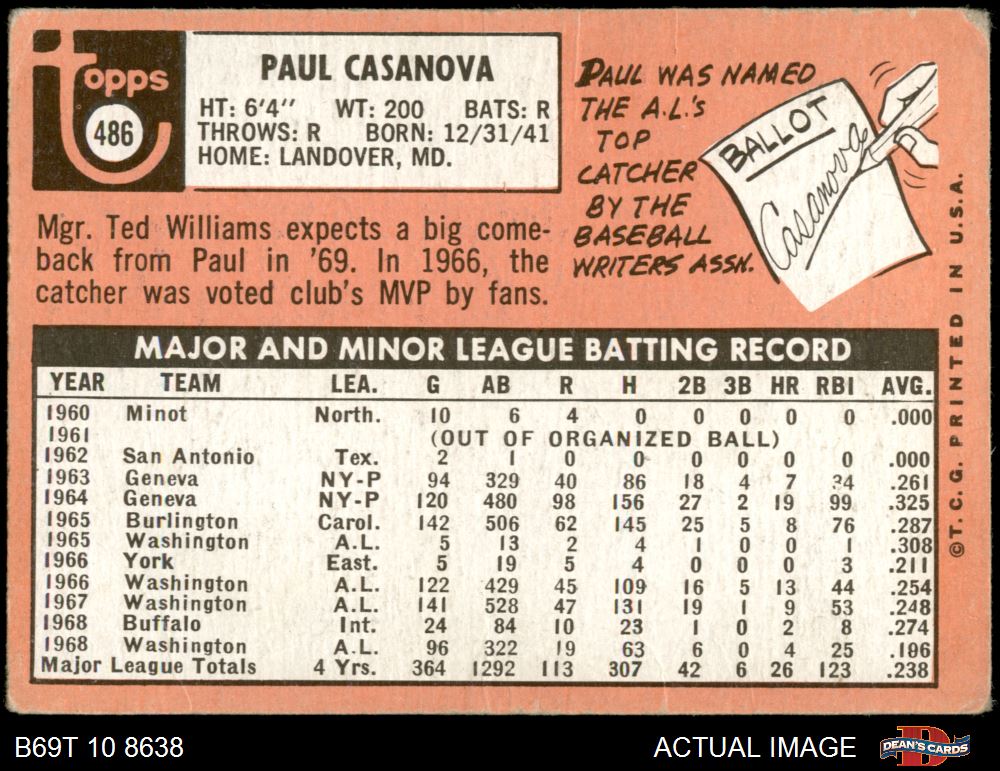 topps
486
PAUL CASANOVA
HT: 6'4" WT: 200 BATS: R
THROWS: R BORN: 12/31/41
HOME: LANDOVER, MD.
Mgr. Ted Williams expects a big come-
back from Paul in '69. In 1966, the
catcher was voted club's MVP by fans.
PAUL WAS NAMED
THE A.L.'s
TOP
CATCHER
BY THE
BASEBALL
WRITERS ASSN.
BALLOT
Casanova
MAJOR AND MINOR LEAGUE BATTING RECORD
YEAR TEAM LEA. G AB R H 2B 3B HR RBI AVG.
1960 Minot North. 10 6 4 0 0 0 0 0 .000
1961 (OUT OF ORGANIZED BALL)
1962 San Antonio Tex. 2 1 0 0 0 0 0 0 .000
1963 Geneva NY-P 94 329 40 86 18 4 7 34 .261
1964 Geneva NY-P 120 480 98 156 27 2 19 99 .325
1965 Burlington Carol. 142 506 62 145 25 5 8 76 .287
1965 Washington A.L. 5 13 2 4 1 0 0 1 .308
1966 York East. 5 19 5 4 0 0 0 3 .211
1966 Washington A.L. 122 429 45 109 16 5 13 44 .254
1967 Washington A.L. 141 528 47 131 19 1 9 53 .248
1968 Buffalo Int. 24 84 10 23 1 0 2 8 .274
1968 Washington A.L. 96 322 19 63 6 0 4 25 .196
Major League Totals 4 Yrs. 364 1292 113 307 42 6 26 123 .238
©T.C.G. PRINTED IN U.S.A.
B69T 10 8638
ACTUAL IMAGE
DEAN'S CARDS